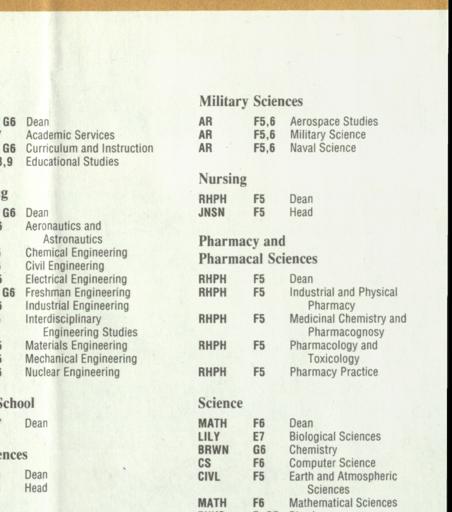 G6 Dean
Academic Services
G6 Curriculum and Instruction
,9 Educational Studies
g
G6 Dean
Aeronautics and
Astronautics
Chemical Engineering
Civil Engineering
Electrical Engineering
G6 Freshman Engineering
Industrial Engineering
Interdisciplinary
Engineering Studies
Materials Engineering
Mechanical Engineering
Nuclear Engineering
School
Dean
ences
Dean
Head
Military Sciences
AR F5,6 Aerospace Studies
AR F5,6 Military Science
AR F5,6 Naval Science
Nursing
RHPH F5 Dean
JNSN F5 Head
Pharmacy and
Pharmacal Sciences
RHPH F5 Dean
RHPH F5 Industrial and Physical
Pharmacy
RHPH F5 Medicinal Chemistry and
Pharmacognosy
RHPH F5 Pharmacology and
Toxicology
RHPH F5 Pharmacy Practice
Science
MATH F6 Dean
LILY E7 Biological Sciences
BRWN G6 Chemistry
CS F6 Computer Science
CIVL F5 Earth and Atmospheric
Sciences
MATH F6 Mathematical Sciences